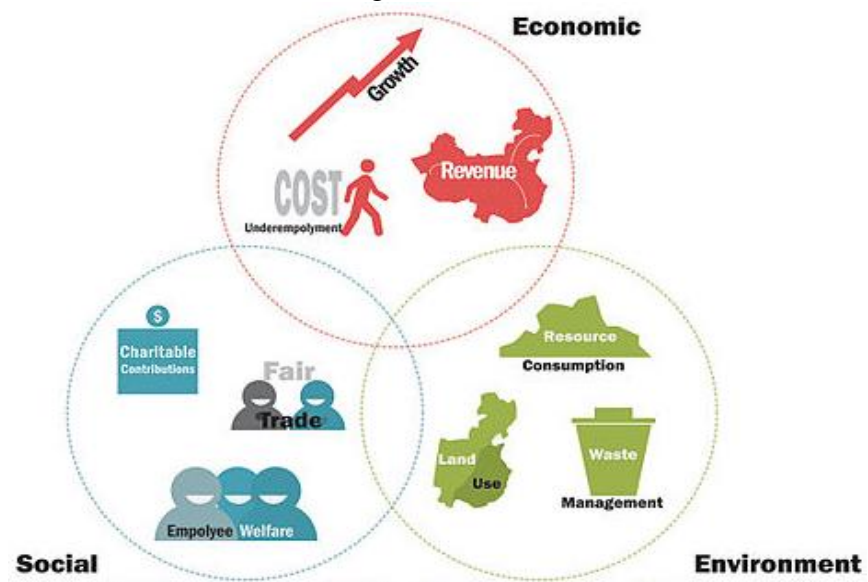 Economic
Growth
COST
Underempolyment
Revenue
$
Charitable
Contributions
Fair
Trade
Empolyee Welfare
Social
Resource
Consumption
Land
Use
Waste
Management
Environment